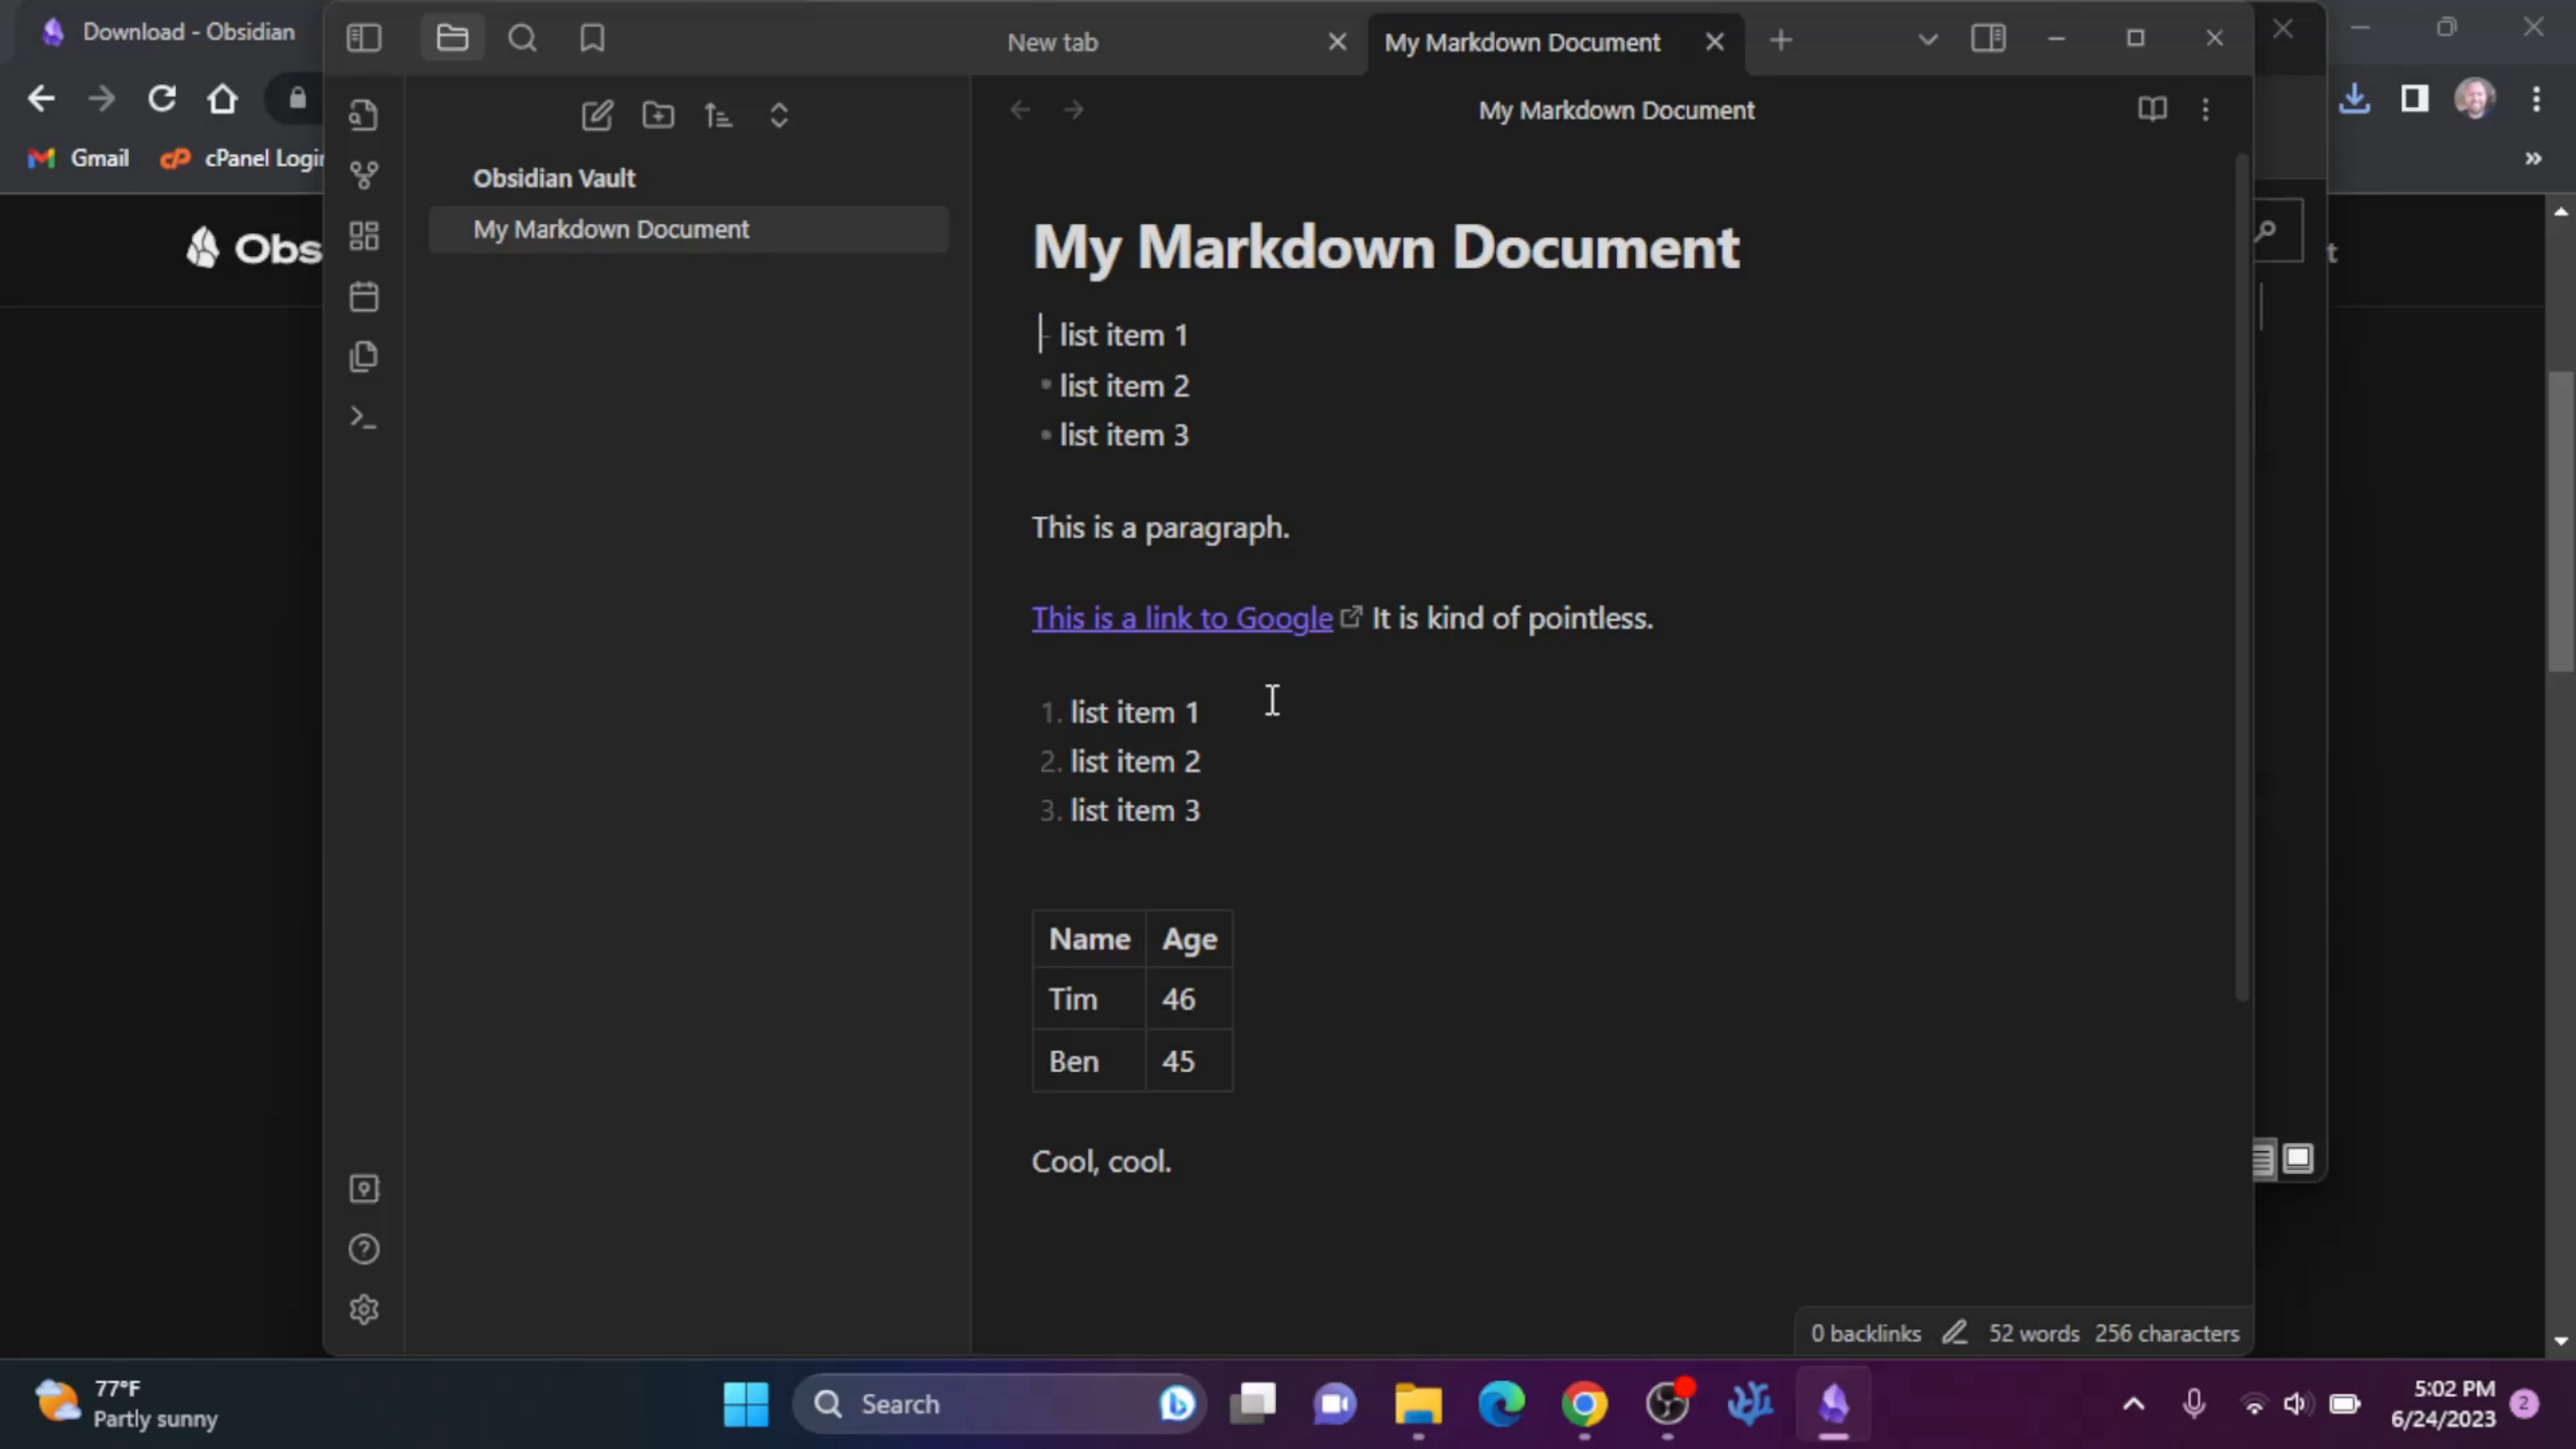 Download - Obsidian
New tab
My Markdown Document
Gmail
cPanel Login
Obs
t
Obsidian Vault
My Markdown Document
My Markdown Document
My Markdown Document
- list item 1
• list item 2
• list item 3
This is a paragraph.
This is a link to Google It is kind of pointless.
1. list item 1
2. list item 2
3. list item 3
Name Age
Tim 46
Ben 45
Cool, cool.
0 backlinks 52 words 256 characters
77°F
Partly sunny
Search
5:02 PM
6/24/2023
2